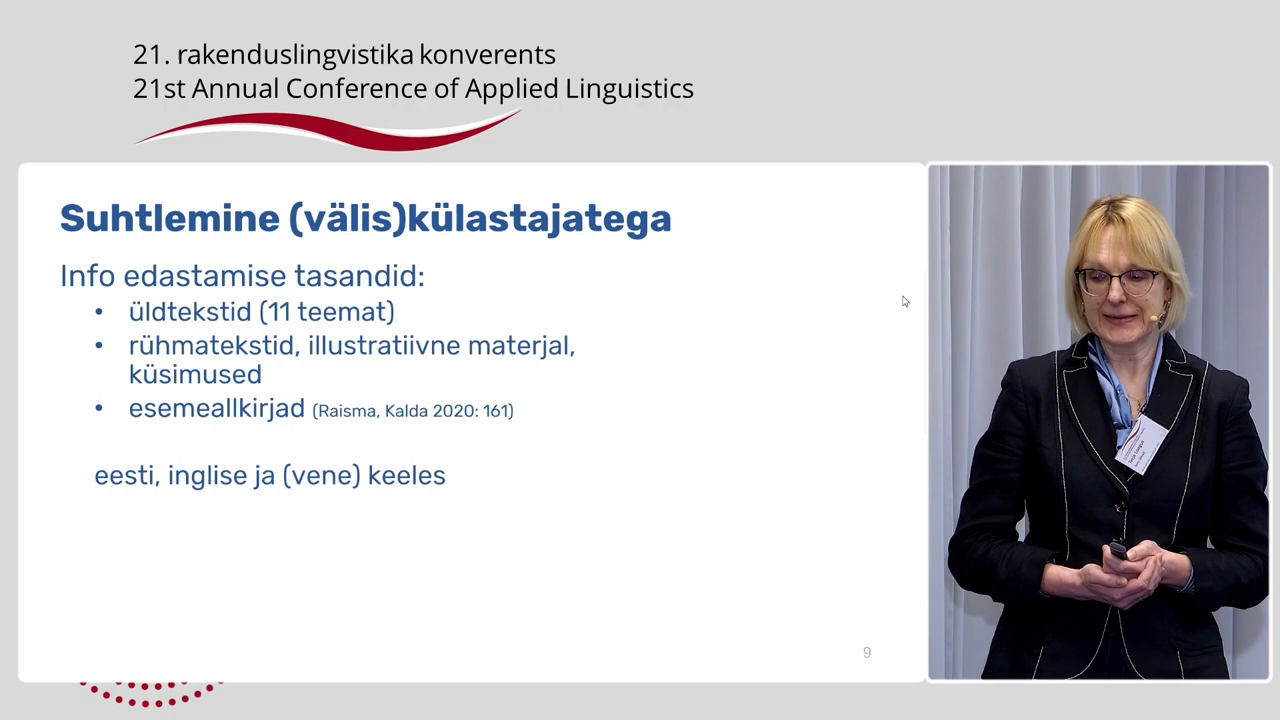 21. rakenduslingvistika konverents
21st Annual Conference of Applied Linguistics
Suhtlemine (välis)külastajatega
Info edastamise tasandid:
• üldtekstid (11 teemat)
• rühmatekstid, illustratiivne materjal,
küsimused
• esemeallkirjad (Raisma, Kalda 2020: 161)
eesti, inglise ja (vene) keeles
9